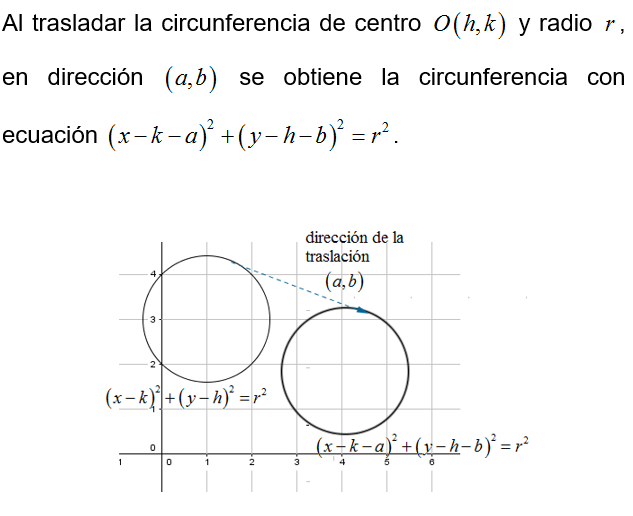 Al trasladar la circunferencia de centro O(h,k) y radio r,
en dirección (a,b) se obtiene la circunferencia con
ecuación (x−k−a)² +(y−h−b)² = r².
dirección de la
traslación
(a,b)
4
3
2
(x−k)² +(y−h)² = r²
1
(x−k−a)² +(y−h−b)² = r²
0
1 0 1 2 3 4 5 6